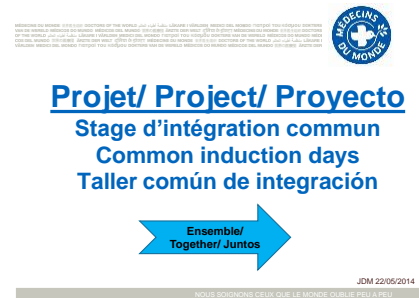 MÉDECINS DU MONDE
Projet/ Project/ Proyecto
Stage d'intégration commun
Common induction days
Taller común de integración
Ensemble/
Together/ Juntos
JDM 22/05/2014
NOUS SOIGNONS CEUX QUE LE MONDE OUBLIE PEU A PEU